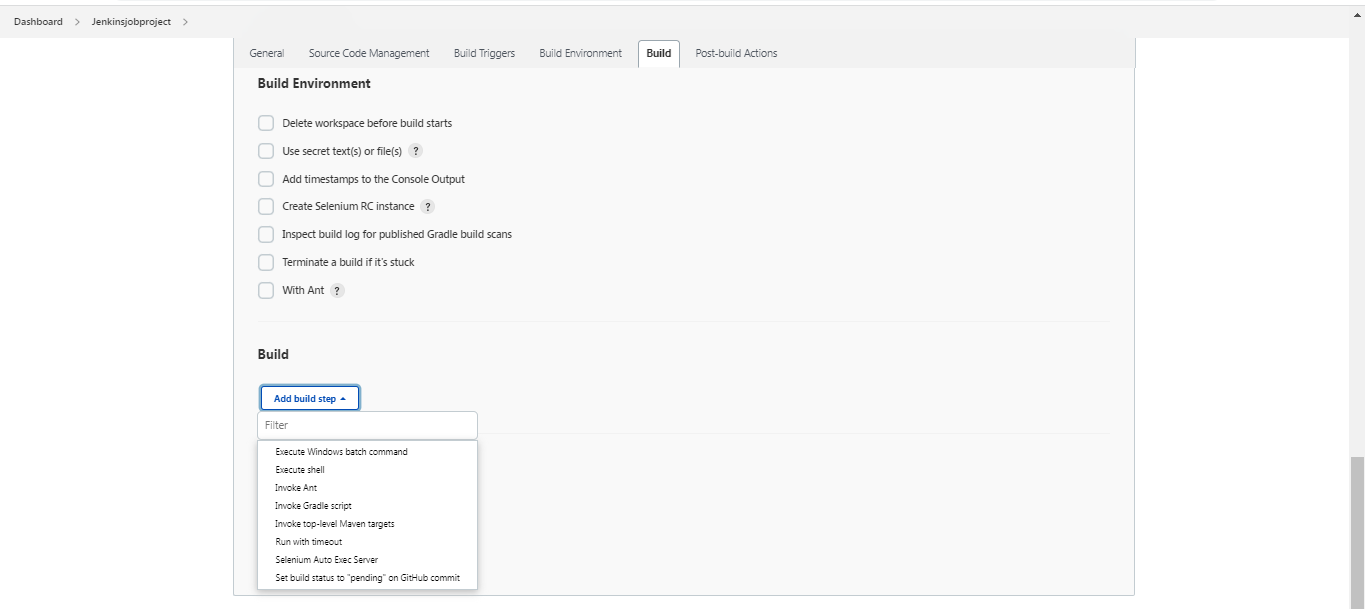 Dashboard > Jenkinsjobproject >
General Source Code Management Build Triggers Build Environment Build Post-build Actions
Build Environment
Delete workspace before build starts
Use secret text(s) or file(s) ?
Add timestamps to the Console Output
Create Selenium RC instance ?
Inspect build log for published Gradle build scans
Terminate a build if it's stuck
With Ant ?
Build
Add build step
Filter
Execute Windows batch command
Execute shell
Invoke Ant
Invoke Gradle script
Invoke top-level Maven targets
Run with timeout
Selenium Auto Exec Server
Set build status to "pending" on GitHub commit